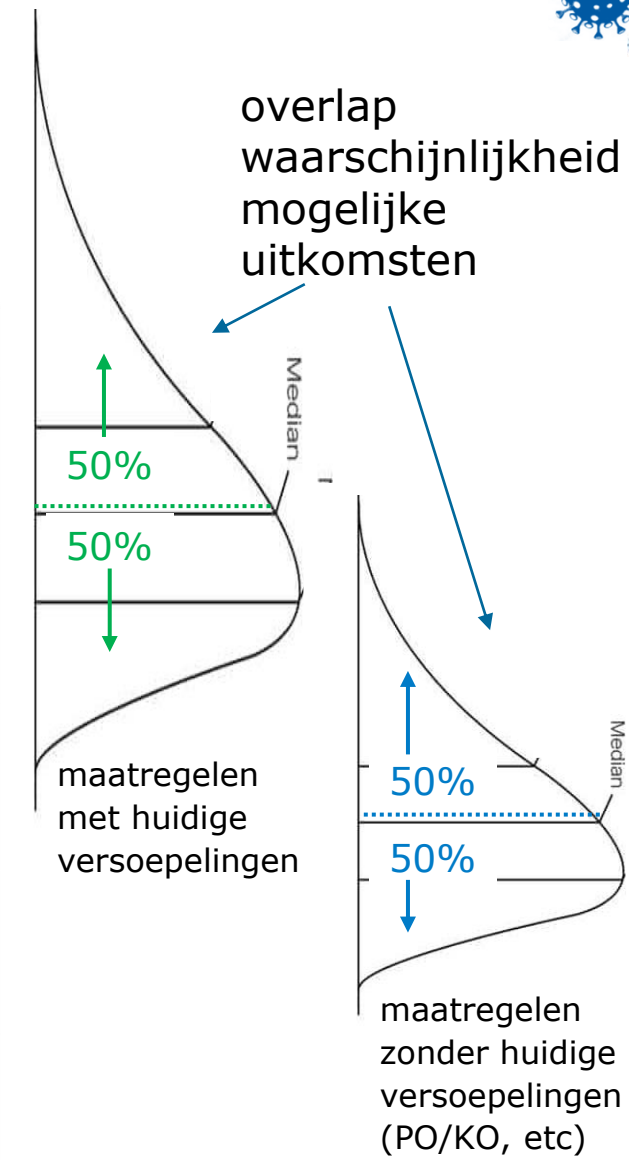 overlap
waarschijnlijkheid
mogelijke
uitkomsten
Median
50%
50%
maatregelen
met huidige
versoepelingen
Median
50%
50%
maatregelen
zonder huidige
versoepelingen
(PO/KO, etc)